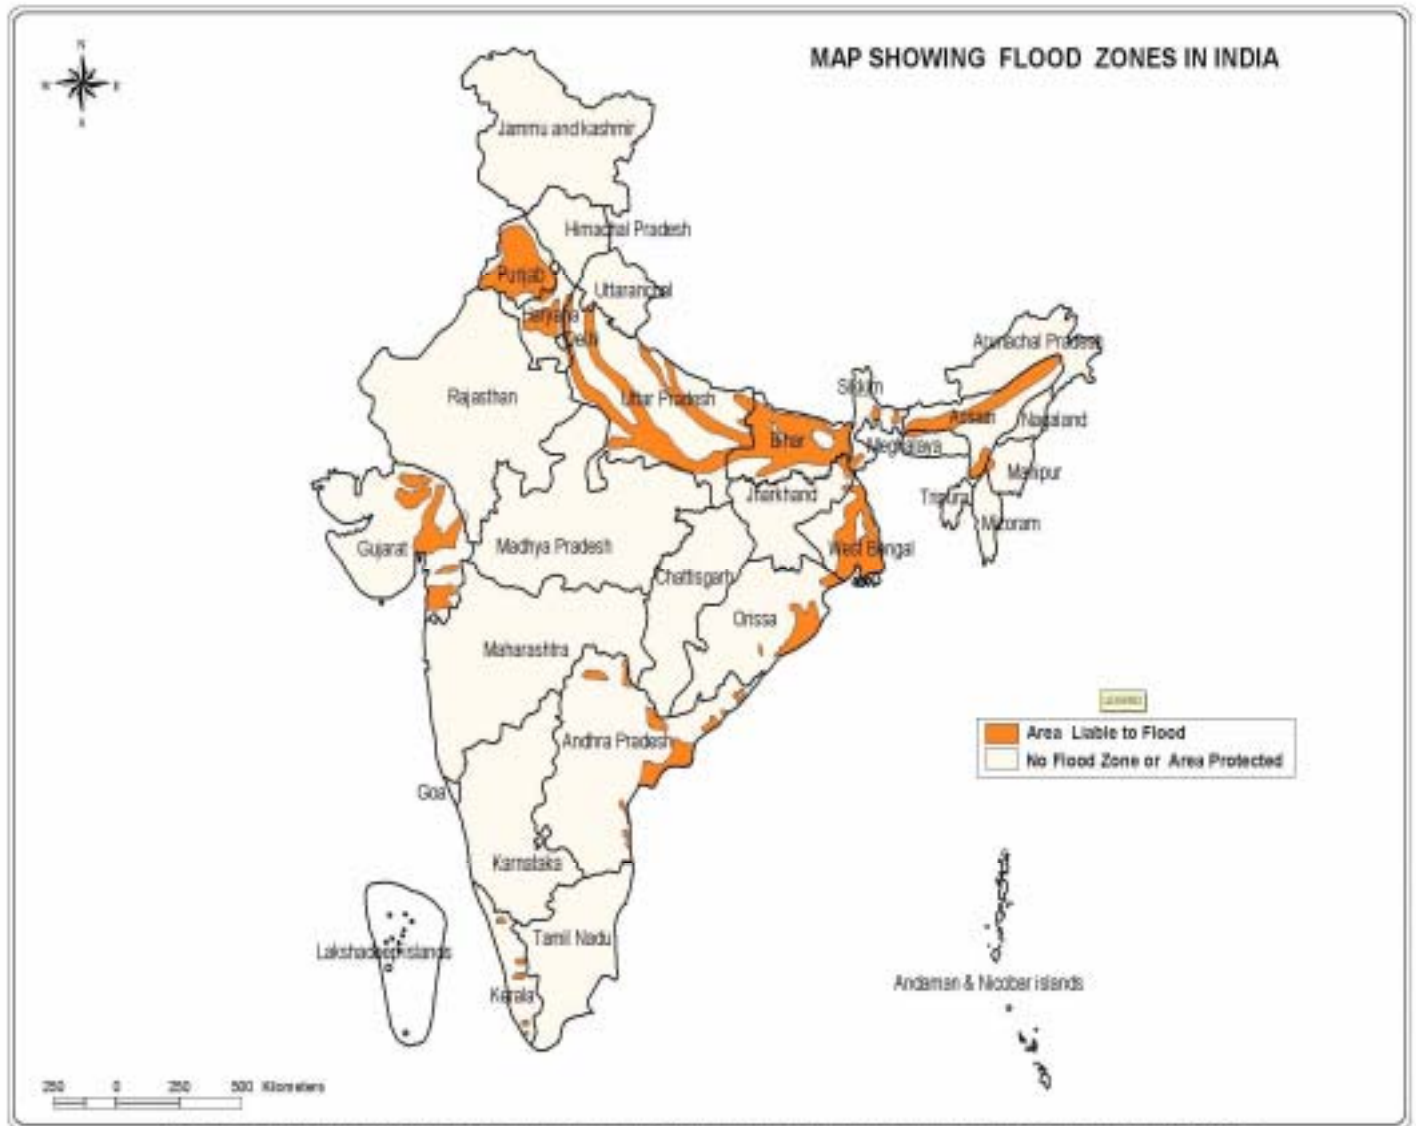 MAP SHOWING FLOOD ZONES IN INDIA
N
Jammu and kashmir
Himachal Pradesh
Punjab
Uttaranchal
Haryana
Delhi
Arunachal Pradesh
Sikkim
Rajasthan
Uttar Pradesh
Assam
Nagaland
Bihar
Meghalaya
Manipur
Jharkhand
Tripura
Mizoram
Gujarat
Madhya Pradesh
West Bengal
Chattisgarh
Orissa
Maharashtra
LEGEND
Area Liable to Flood
No Flood Zone or Area Protected
Andhra Pradesh
Goa
Karnataka
Tamil Nadu
Lakshadeep islands
Andaman & Nicobar islands
Kerala
250 0 250 500 Kilometers